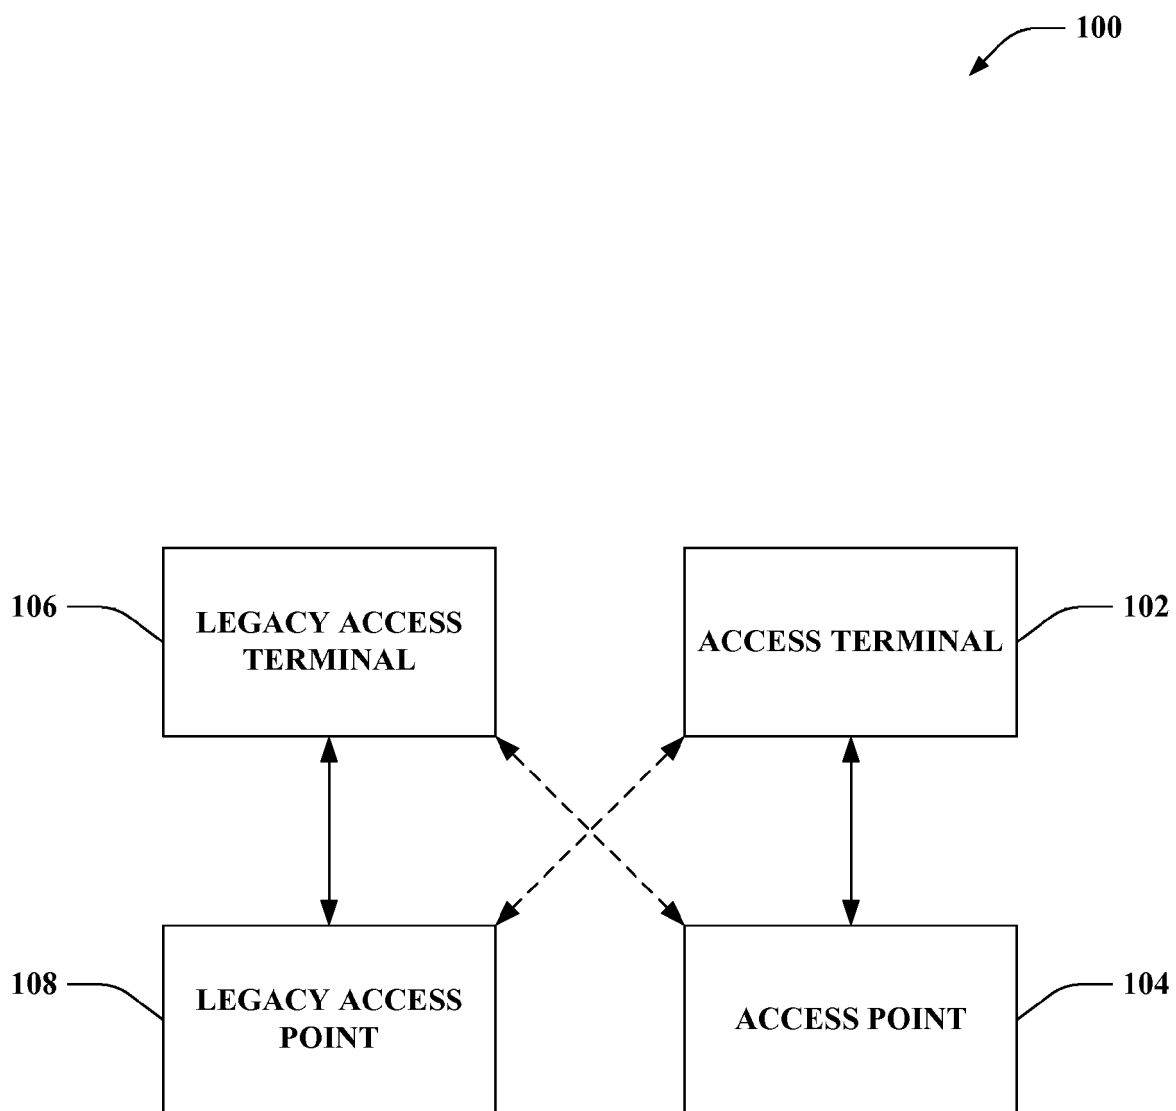 100
106
LEGACY ACCESS
TERMINAL
ACCESS TERMINAL
102
108
LEGACY ACCESS
POINT
ACCESS POINT
104